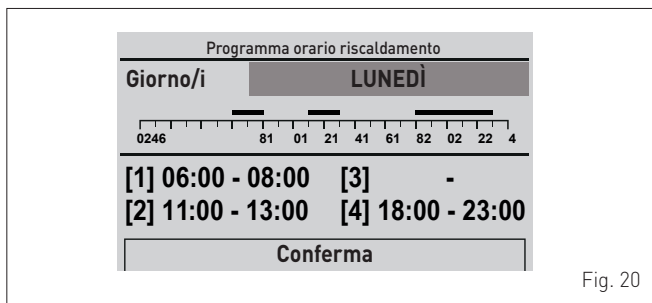 Programma orario riscaldamento
Giorno/i LUNEDÌ
0246 81 01 21 41 61 82 02 22 4
[1] 06:00 - 08:00 [3] -
[2] 11:00 - 13:00 [4] 18:00 - 23:00
Conferma
Fig. 20